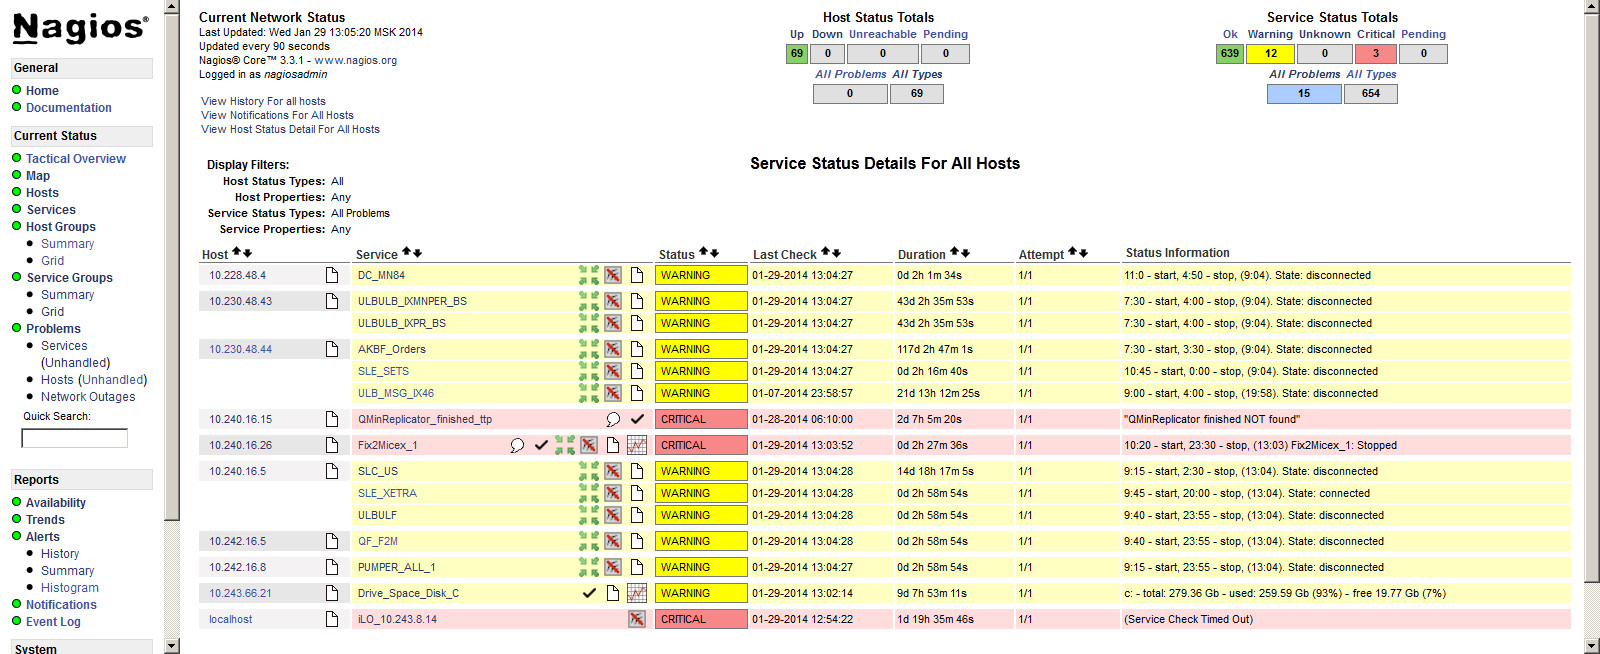 Nagios®
General
Home
Documentation
Current Status
Tactical Overview
Map
Hosts
Services
Host Groups
Summary
Grid
Service Groups
Summary
Grid
Problems
Services
(Unhandled)
Hosts (Unhandled)
Network Outages
Quick Search:
Reports
Availability
Trends
Alerts
History
Summary
Histogram
Notifications
Event Log
System
Current Network Status
Last Updated: Wed Jan 29 13:05:20 MSK 2014
Updated every 90 seconds
Nagios® Core™ 3.3.1 - www.nagios.org
Logged in as nagiosadmin
View History For all hosts
View Notifications For All Hosts
View Host Status Detail For All Hosts
Host Status Totals
Up Down Unreachable Pending
69 0 0 0
All Problems All Types
0 69
Service Status Totals
Ok Warning Unknown Critical Pending
639 12 0 3 0
All Problems All Types
15 654
Display Filters:
Host Status Types: All
Host Properties: Any
Service Status Types: All Problems
Service Properties: Any
Service Status Details For All Hosts
Host Service Status Last Check Duration Attempt Status Information
10.228.48.4 DC_MN84 WARNING 01-29-2014 13:04:27 0d 2h 1m 34s 1/1 11:0 - start, 4:50 - stop, (9:04). State: disconnected
10.230.48.43 ULBULB_IXMNPER_BS WARNING 01-29-2014 13:04:27 43d 2h 35m 53s 1/1 7:30 - start, 4:00 - stop, (9:04). State: disconnected
ULBULB_IXPR_BS WARNING 01-29-2014 13:04:27 43d 2h 35m 53s 1/1 7:30 - start, 4:00 - stop, (9:04). State: disconnected
10.230.48.44 AKBF_Orders WARNING 01-29-2014 13:04:27 117d 2h 47m 1s 1/1 7:30 - start, 3:30 - stop, (9:04). State: disconnected
SLE_SETS WARNING 01-29-2014 13:04:27 0d 2h 16m 40s 1/1 10:45 - start, 0:00 - stop, (9:04). State: disconnected
ULB_MSG_IX46 WARNING 01-07-2014 23:58:57 21d 13h 12m 25s 1/1 9:00 - start, 4:00 - stop, (19:58). State: disconnected
10.240.16.15 QMinReplicator_finished_ttp CRITICAL 01-28-2014 06:10:00 2d 7h 5m 20s 1/1 "QMinReplicator finished NOT found"
10.240.16.26 Fix2Micex_1 CRITICAL 01-29-2014 13:03:52 0d 2h 27m 36s 1/1 10:20 - start, 23:30 - stop, (13:03) Fix2Micex_1: Stopped
10.240.16.5 SLC_US WARNING 01-29-2014 13:04:28 14d 18h 17m 5s 1/1 9:15 - start, 2:30 - stop, (13:04). State: disconnected
SLE_XETRA WARNING 01-29-2014 13:04:28 0d 2h 58m 54s 1/1 9:45 - start, 20:00 - stop, (13:04). State: connected
ULBULF WARNING 01-29-2014 13:04:28 0d 2h 58m 54s 1/1 9:40 - start, 23:55 - stop, (13:04). State: disconnected
10.242.16.5 QF_F2M WARNING 01-29-2014 13:04:28 0d 2h 58m 54s 1/1 9:40 - start, 23:55 - stop, (13:04). State: disconnected
10.242.16.8 PUMPER_ALL_1 WARNING 01-29-2014 13:04:27 0d 2h 58m 54s 1/1 9:15 - start, 23:55 - stop, (13:04). State: disconnected
10.243.66.21 Drive_Space_Disk_C WARNING 01-29-2014 13:02:14 9d 7h 53m 11s 1/1 c: - total: 279.36 Gb - used: 259.59 Gb (93%) - free 19.77 Gb (7%)
localhost iLO_10.243.8.14 CRITICAL 01-29-2014 12:54:22 1d 19h 35m 46s 1/1 (Service Check Timed Out)